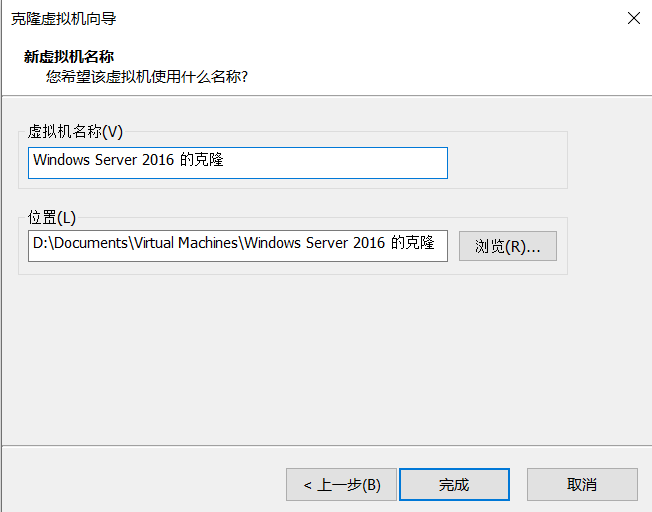 克隆虚拟机向导
新虚拟机名称
您希望该虚拟机使用什么名称?
虚拟机名称(V)
Windows Server 2016 的克隆
位置(L)
D:\Documents\Virtual Machines\Windows Server 2016 的克隆
浏览(R)...
< 上一步(B)
完成
取消